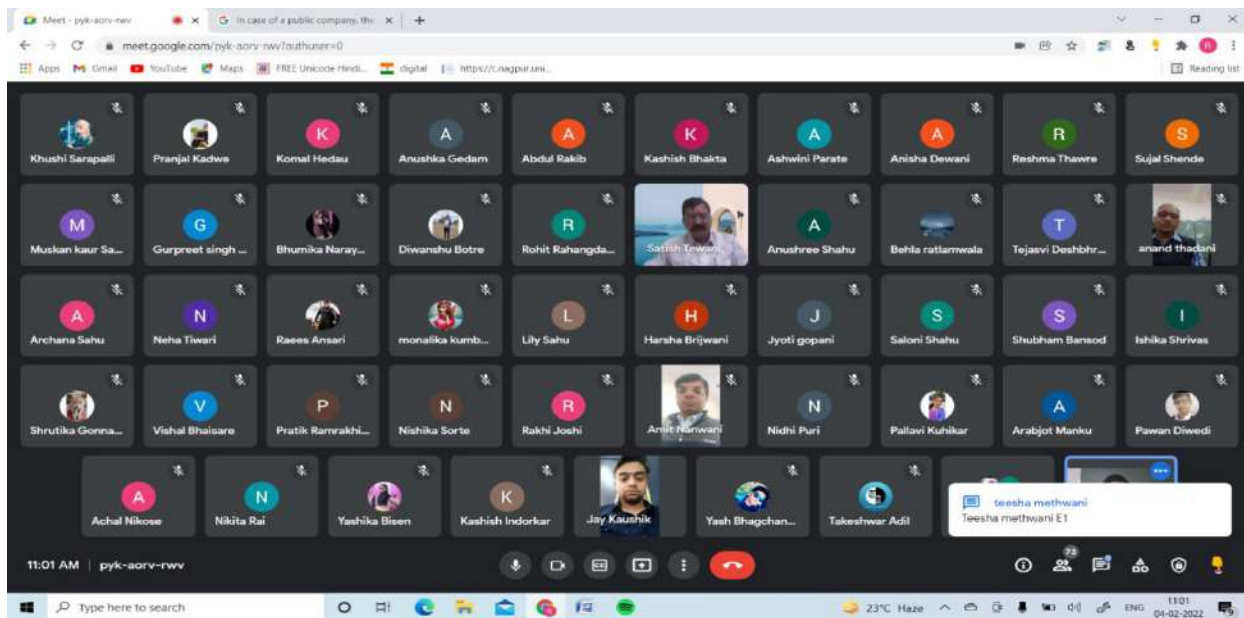 Meet - pyk-aorv-rwv
in case of a public company, the
meet.google.com/pyk-aorv-rwv?authuser=0
Apps Gmail YouTube Maps FREE Unicode Hindi... digital https://c.nagpur.uni...
Reading list
Khushi Sarapalli Pranjal Kadwe Komal Hedau Anushka Gedam Abdul Rakib Kashish Bhakta Ashwini Parate Anisha Dewani Reshma Thawre Sujal Shende
K A A K A A R S
Muskan kaur Sa... Gurpreet singh ... Bhumika Naray... Diwanshu Botre Rohit Rahangda... Satish Tewani Anushree Shahu Behla ratlamwala Tejasvi Deshbhr... anand thadani
M G R A T
Archana Sahu Neha Tiwari Raees Ansari monalika kumb... Lily Sahu Harsha Brijwani Jyoti gopani Saloni Shahu Shubham Bansod Ishika Shrivas
A N L H J S S I
Shrutika Gonna... Vishal Bhaisare Pratik Ramrakhi... Nishika Sorte Rakhi Joshi Amit Nanwani Nidhi Puri Pallavi Kuhikar Arabjot Manku Pawan Diwedi
V P N R N A
Achal Nikose Nikita Rai Yashika Bisen Kashish Indorkar Jay Kaushik Yash Bhagchan... Takeshwar Adil
A N K
teesha methwani
Teesha methwani E1
11:01 AM | pyk-aorv-rwv
73
Type here to search
23°C Haze ENG 11:01
04-02-2022